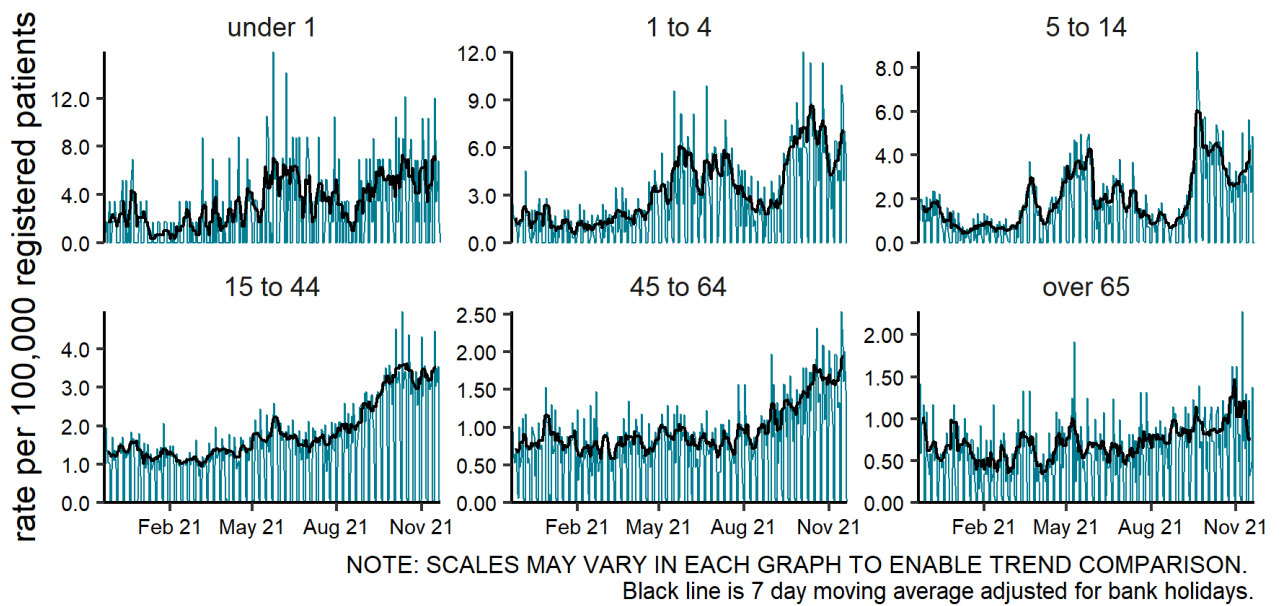 rate per 100,000 registered patients
under 1
1 to 4
5 to 14
12.0
8.0
4.0
0.0
12.0
9.0
6.0
3.0
0.0
8.0
6.0
4.0
2.0
0.0
15 to 44
45 to 64
over 65
4.0
3.0
2.0
1.0
0.0
2.50
2.00
1.50
1.00
0.50
0.00
2.00
1.50
1.00
0.50
0.00
Feb 21 May 21 Aug 21 Nov 21
Feb 21 May 21 Aug 21 Nov 21
Feb 21 May 21 Aug 21 Nov 21
NOTE: SCALES MAY VARY IN EACH GRAPH TO ENABLE TREND COMPARISON.
Black line is 7 day moving average adjusted for bank holidays.